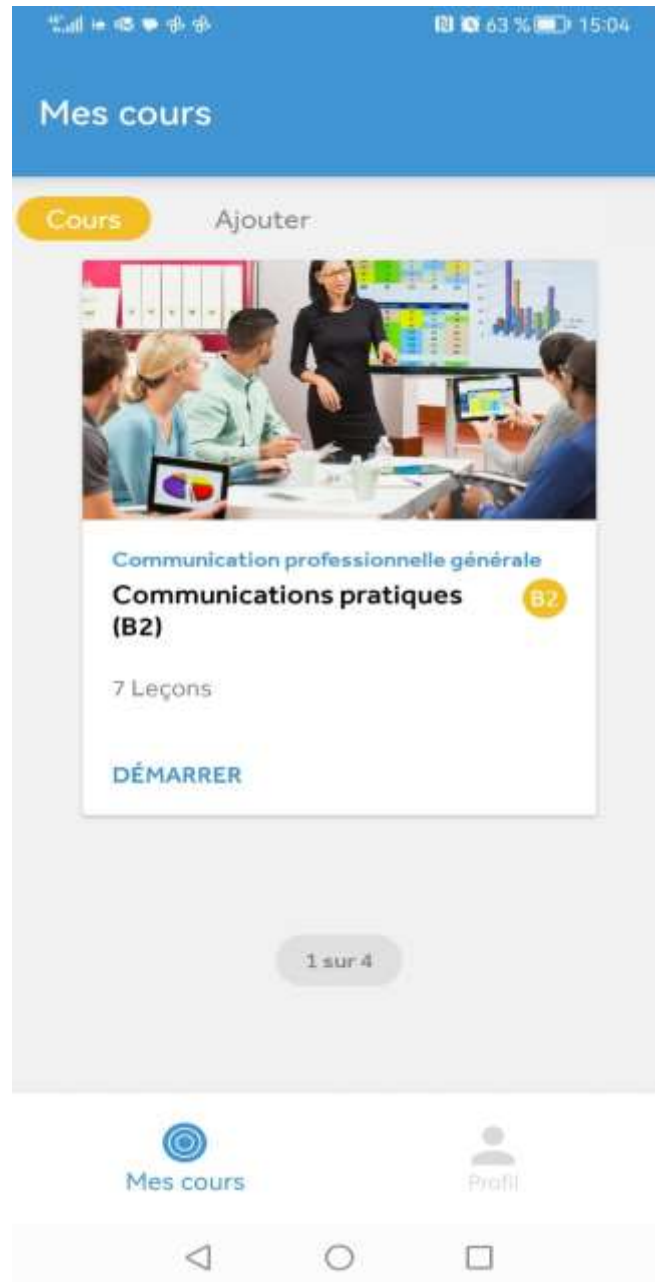 63 % 15:04
Mes cours
Cours Ajouter
Communication professionnelle générale
Communications pratiques
(B2)
B2
7 Leçons
DÉMARRER
1 sur 4
Mes cours Profil